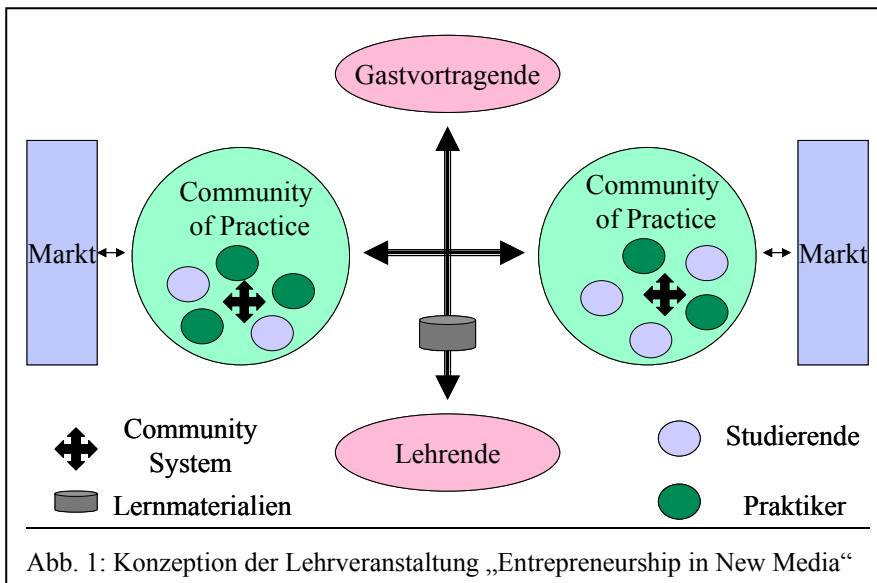 Gastvortragende
Markt
Community
of Practice
Community
of Practice
Markt
Lehrende
Community
System
Lernmaterialien
Studierende
Praktiker
Abb. 1: Konzeption der Lehrveranstaltung „Entrepreneurship in New Media“